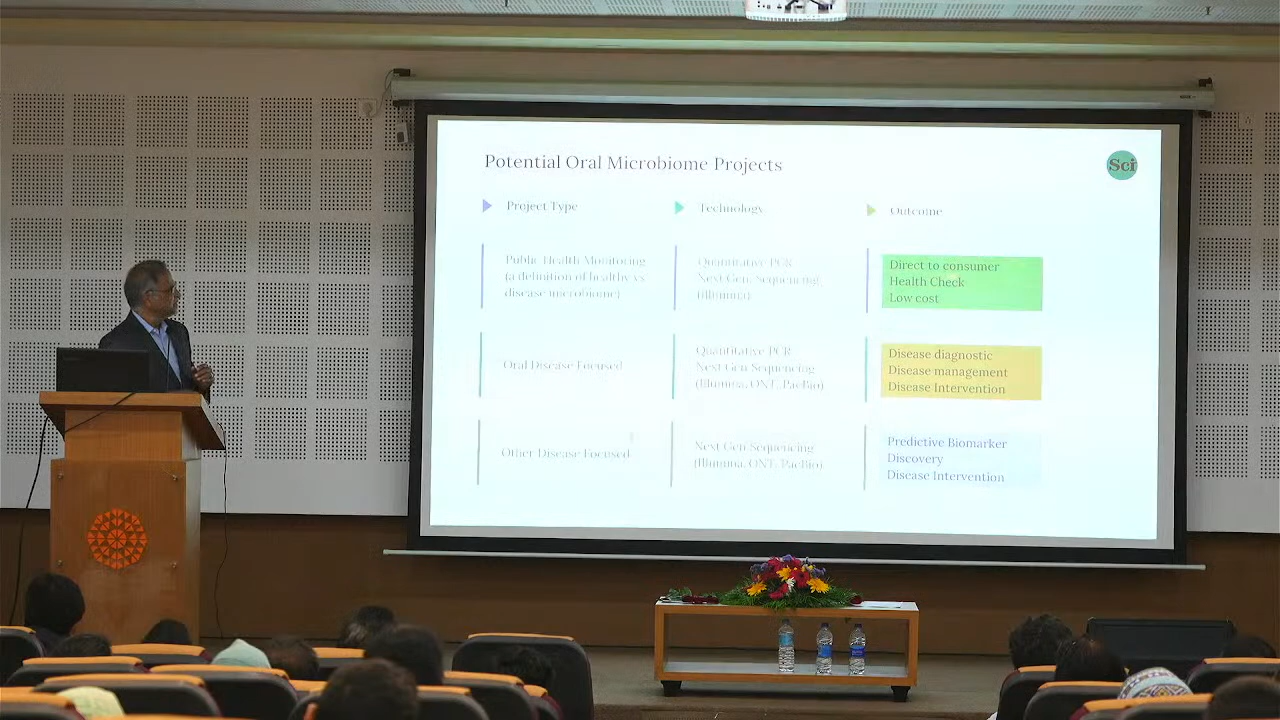 Potential Oral Microbiome Projects
Sci
Project Type
Technology
Outcome
Public Health Monitoring
(a definition of healthy vs
disease microbiome)
Quantitative PCR
Next Gen Sequencing
(Illumina)
Direct to consumer
Health Check
Low cost
Oral Disease Focused
Quantitative PCR
Next Gen Sequencing
(Illumina, ONT, PacBio)
Disease diagnostic
Disease management
Disease Intervention
Other Disease Focused
Next Gen Sequencing
(Illumina, ONT, PacBio)
Predictive Biomarker
Discovery
Disease Intervention